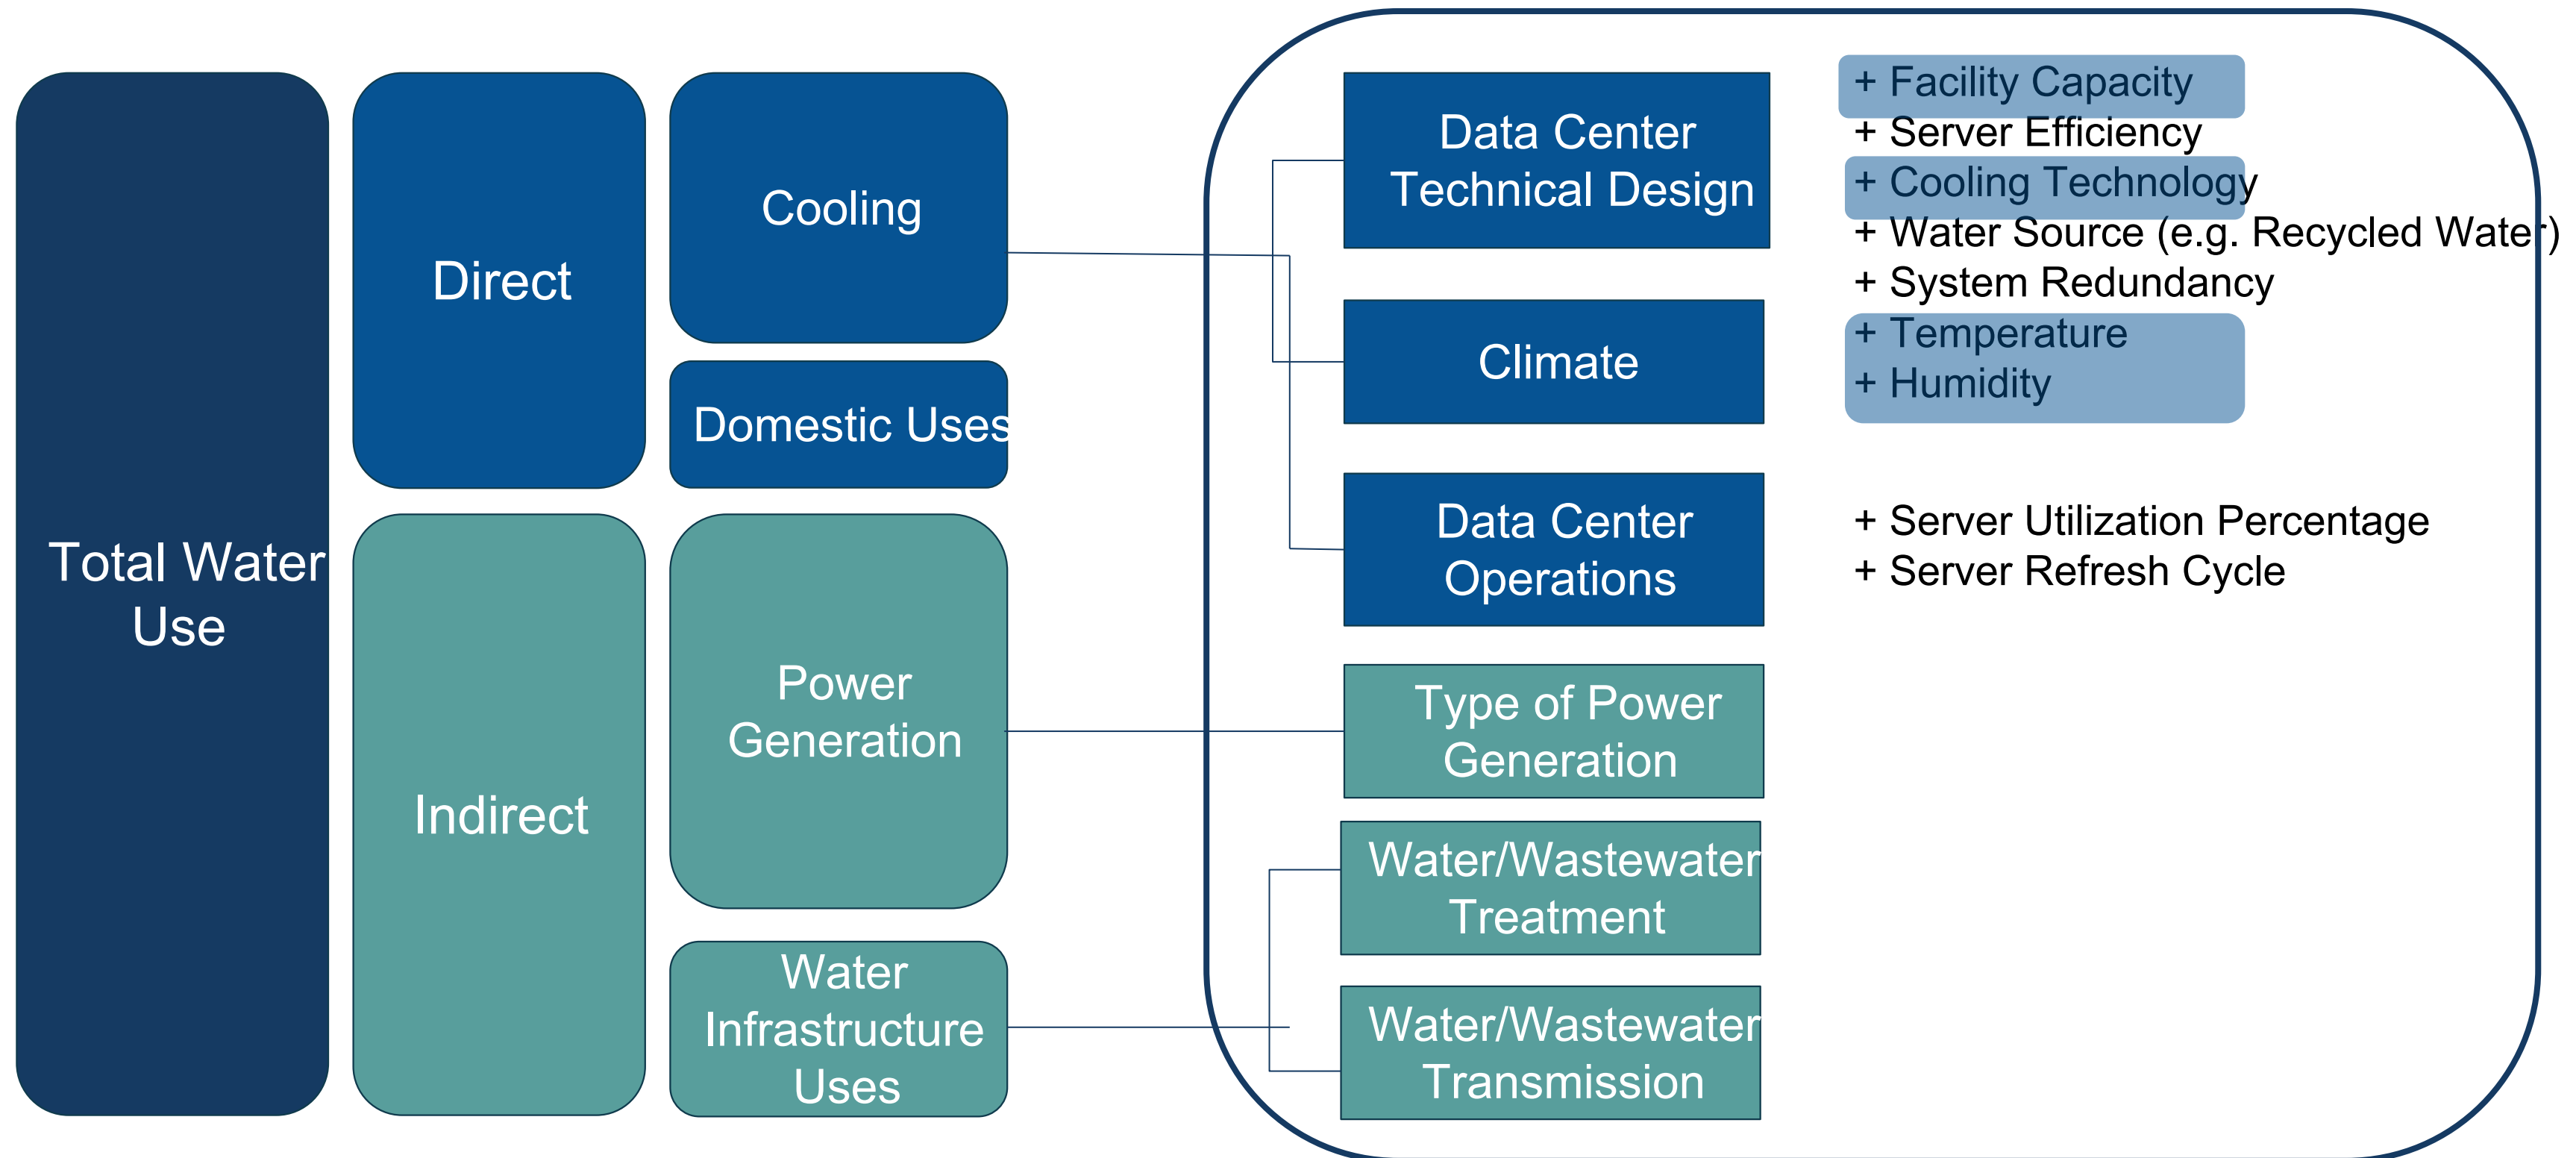 Total Water
Use
Direct
Indirect
Cooling
Domestic Uses
Power
Generation
Water
Infrastructure
Uses
Data Center
Technical Design
Climate
Data Center
Operations
Type of Power
Generation
Water/Wastewater
Treatment
Water/Wastewater
Transmission
+ Facility Capacity
+ Server Efficiency
+ Cooling Technology
+ Water Source (e.g. Recycled Water)
+ System Redundancy
+ Temperature
+ Humidity
+ Server Utilization Percentage
+ Server Refresh Cycle